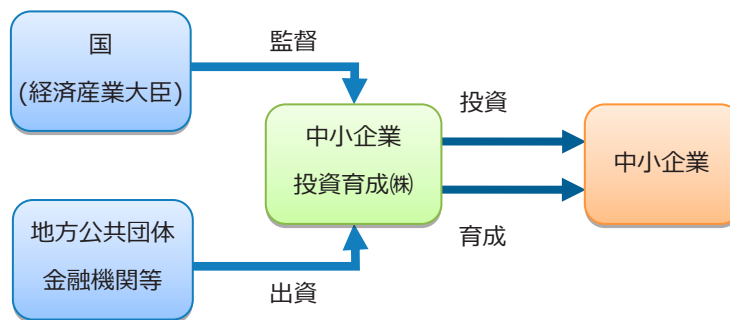 国
(経済産業大臣)
監督
地方公共団体
金融機関等
出資
中小企業
投資育成㈱
投資
育成
中小企業